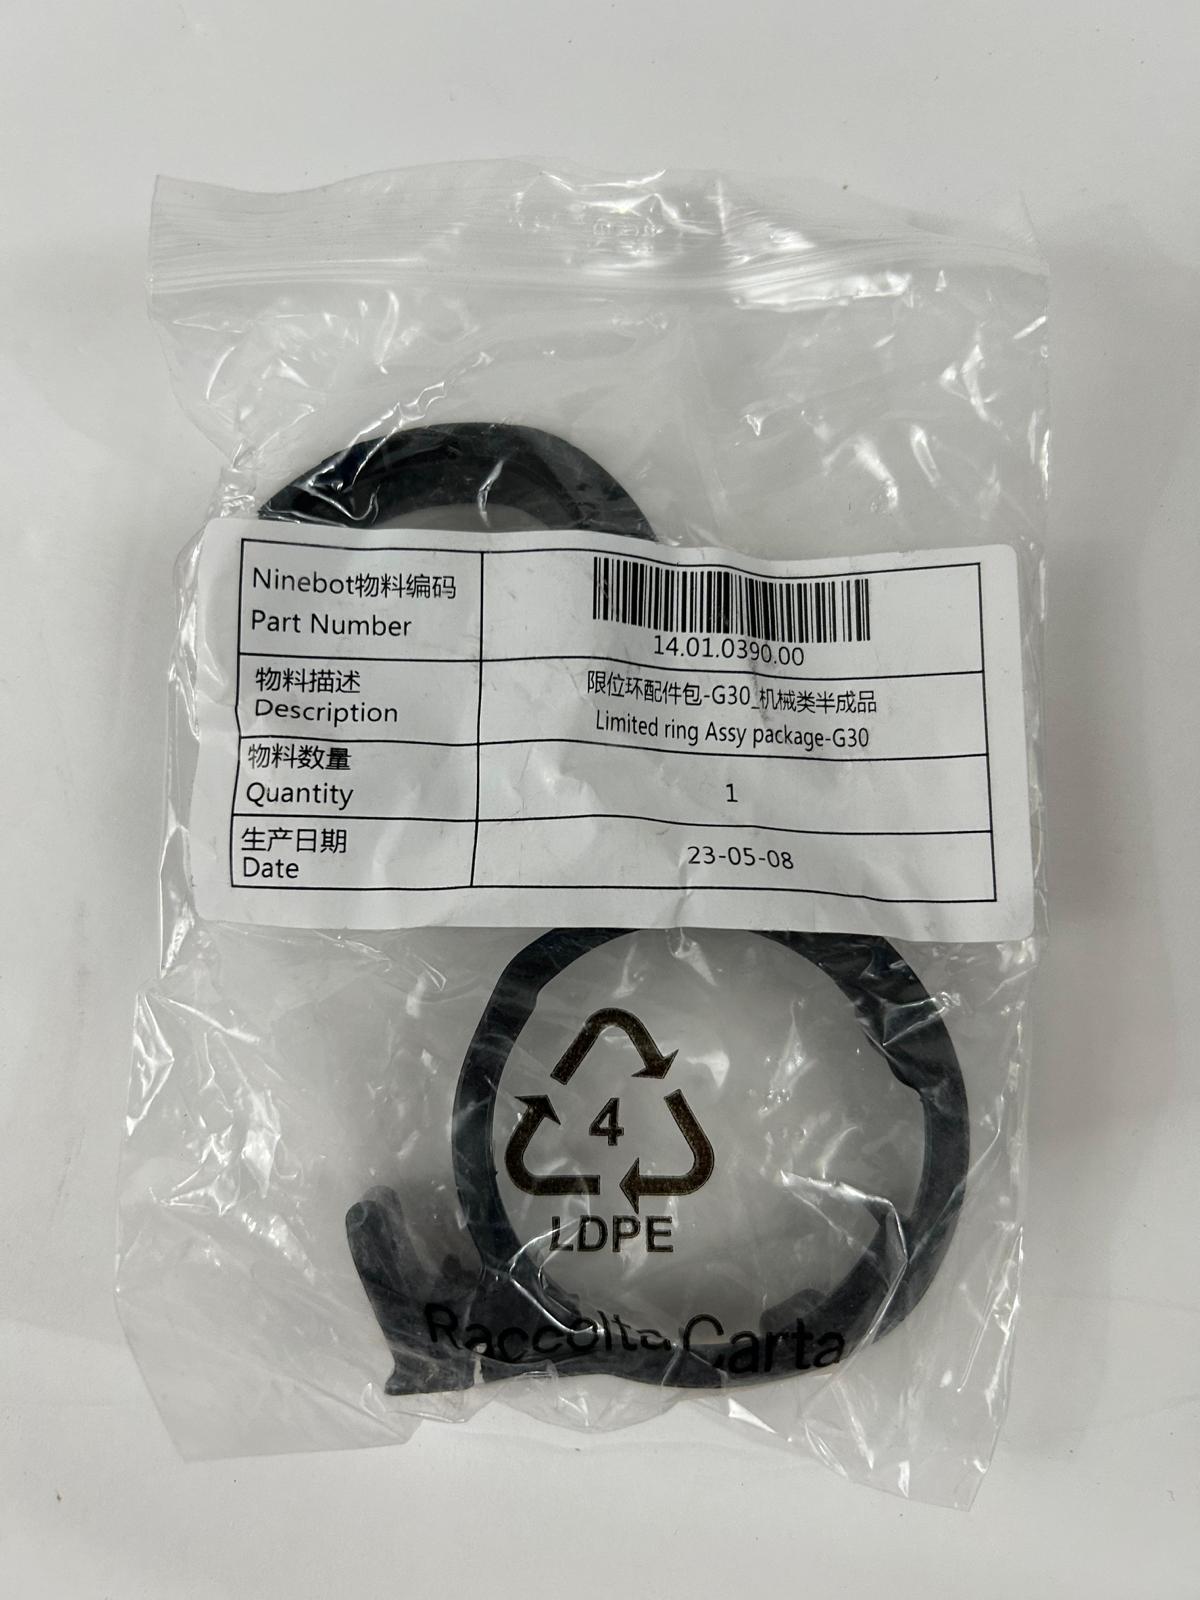 Ninebot物料编码
Part Number
14.01.0390.00
物料描述
Description
限位环配件包-G30_机械类半成品
Limited ring Assy package-G30
物料数量
Quantity
1
生产日期
Date
23-05-08
4
LDPE
Raccolta Carta